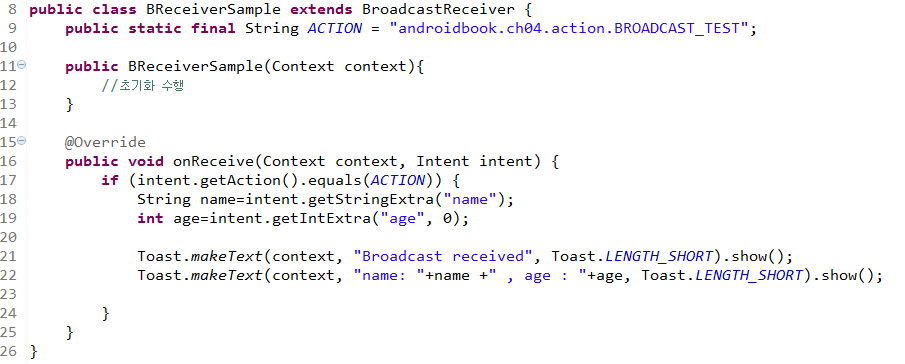 8 public class BReceiverSample extends BroadcastReceiver {
9     public static final String ACTION = "androidbook.ch04.action.BROADCAST_TEST";
10
11     public BReceiverSample(Context context){
12         //초기화 수행
13     }
14
15     @Override
16     public void onReceive(Context context, Intent intent) {
17         if (intent.getAction().equals(ACTION)) {
18             String name=intent.getStringExtra("name");
19             int age=intent.getIntExtra("age", 0);
20
21             Toast.makeText(context, "Broadcast received", Toast.LENGTH_SHORT).show();
22             Toast.makeText(context, "name: "+name +" , age : "+age, Toast.LENGTH_SHORT).show();
23
24         }
25     }
26 }